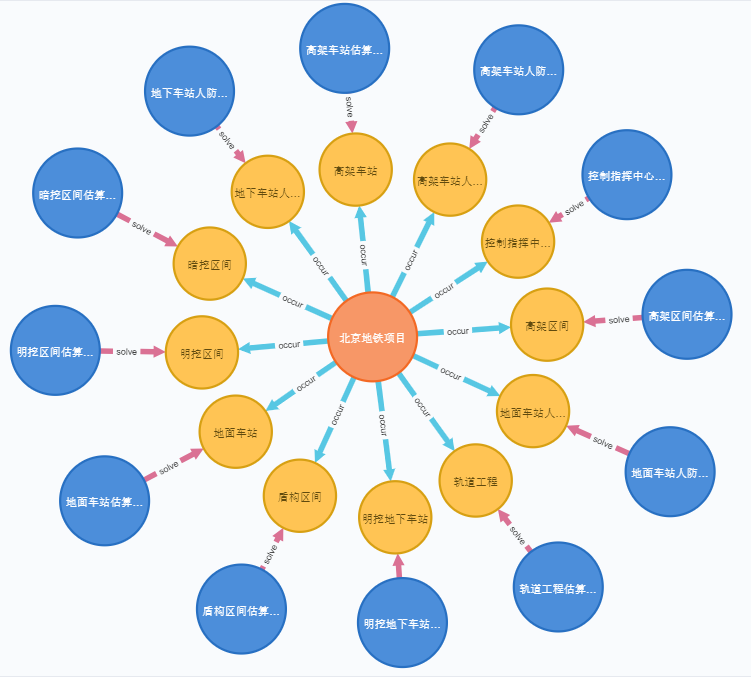 高架车站估算...
高架车站人防...
地下车站人防...
solve
solve
solve
高架车站
控制指挥中心...
高架车站人...
暗挖区间估算...
地下车站人...
solve
solve
控制指挥中...
occur
occur
暗挖区间
occur
occur
occur
高架区间估算...
solve
高架区间
occur
北京地铁项目
occur
明挖区间估算...
solve
明挖区间
occur
occur
occur
地面车站人...
occur
occur
occur
地面车站
solve
solve
地面车站人防...
轨道工程
盾构区间
地面车站估算...
明挖地下车站
solve
solve
轨道工程估算...
盾构区间估算...
明挖地下车站...